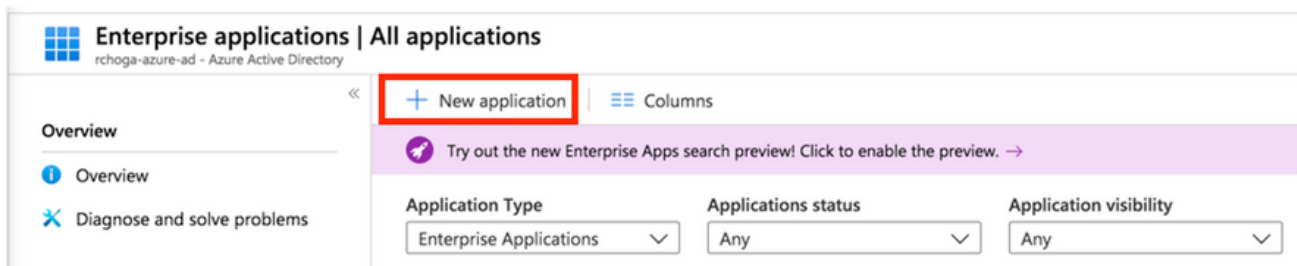 Enterprise applications | All applications
rchoga-azure-ad - Azure Active Directory
«
New application
Columns
Overview
Try out the new Enterprise Apps search preview! Click to enable the preview. →
Overview
Diagnose and solve problems
Application Type
Applications status
Application visibility
Enterprise Applications
Any
Any